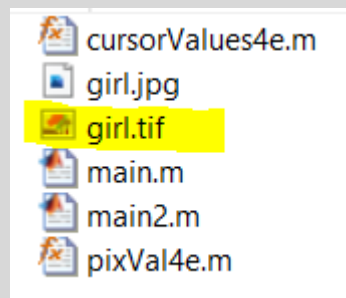 cursorValues4e.m
girl.jpg
girl.tif
main.m
main2.m
pixVal4e.m